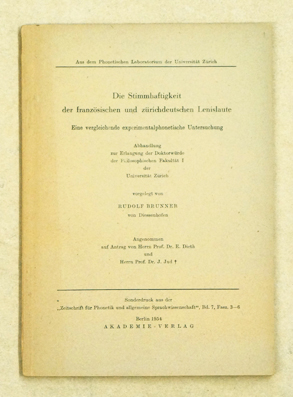 Aus dem Phonetischen Laboratorium der Universität Zürich
Die Stimmhaftigkeit
der französischen und zürichdeutschen Lenislaute
Eine vergleichende experimentalphonetische Untersuchung
Abhandlung
zur Erlangung der Doktorwürde
der Philosophischen Fakultät I
der
Universität Zürich
vorgelegt von
RUDOLF BRUNNER
von Diessenhofen
Angenommen
auf Antrag von Herrn Prof. Dr. E. Dieth
und
Herrn Prof. Dr. J. Jud †
Sonderdruck aus der
„Zeitschrift für Phonetik und allgemeine Sprachwissenschaft“, Bd. 7, Fasz. 3–6
Berlin 1954
AKADEMIE-VERLAG